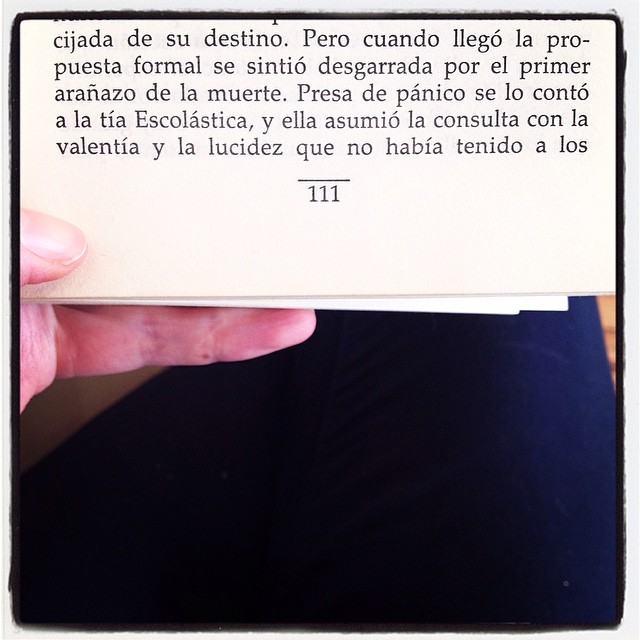 cijada de su destino. Pero cuando llegó la pro-
puesta formal se sintió desgarrada por el primer
arañazo de la muerte. Presa de pánico se lo contó
a la tía Escolástica, y ella asumió la consulta con la
valentía y la lucidez que no había tenido a los
111